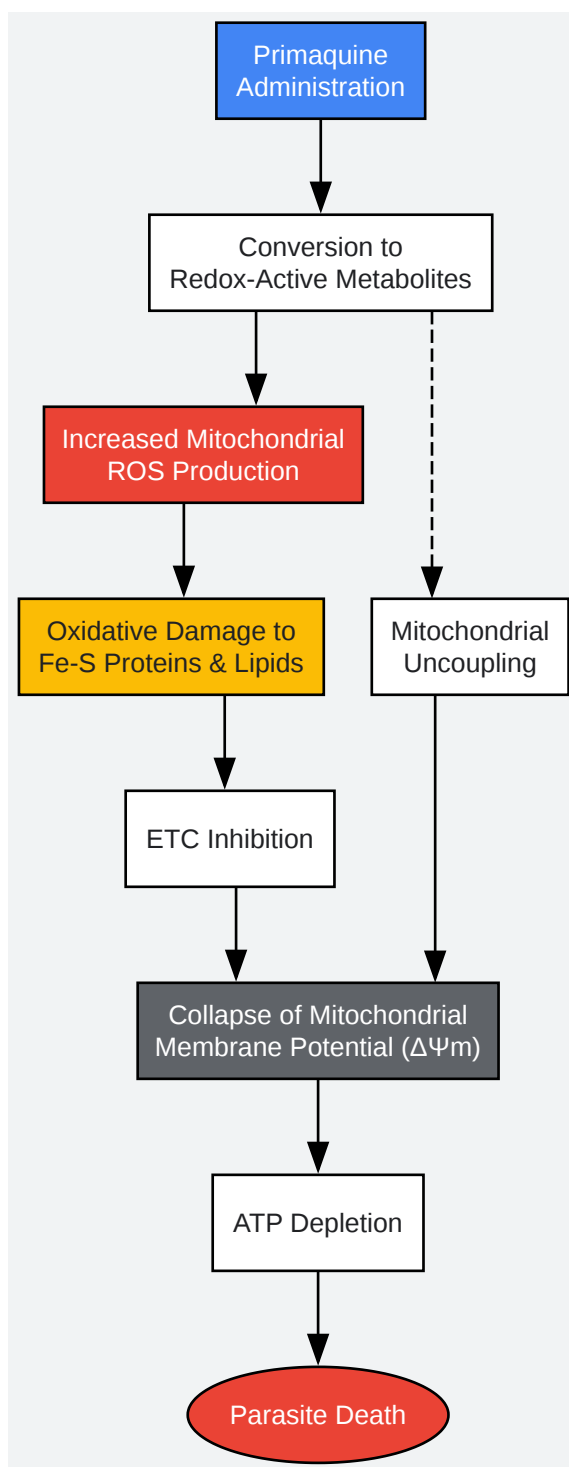 Primaquine
Administration
Conversion to
Redox-Active Metabolites
Increased Mitochondrial
ROS Production
Oxidative Damage to
Fe-S Proteins & Lipids
Mitochondrial
Uncoupling
ETC Inhibition
Collapse of Mitochondrial
Membrane Potential (ΔΨm)
ATP Depletion
Parasite Death